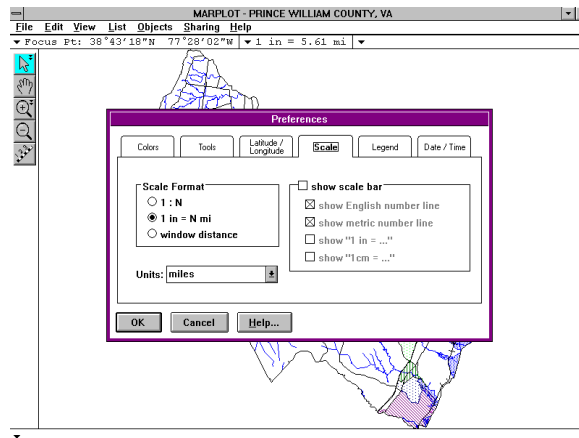 MARPLOT - PRINCE WILLIAM COUNTY, VA
File Edit View List Objects Sharing Help
Focus Pt: 38°43'18"N 77°28'02"W 1 in = 5.61 mi
Preferences
Colors
Tools
Latitude / Longitude
Scale
Legend
Date / Time
Scale Format
1 : N
1 in = N mi
window distance
Units: miles
show scale bar
show English number line
show metric number line
show "1 in = ..."
show "1cm = ..."
OK Cancel Help...